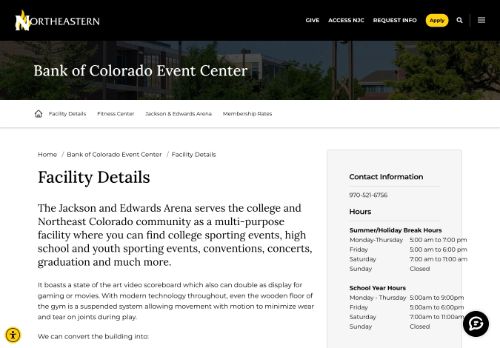 NORTHEASTERN
GIVE ACCESS NJC REQUEST INFO Apply
Bank of Colorado Event Center
Facility Details Fitness Center Jackson & Edwards Arena Membership Rates
Home / Bank of Colorado Event Center / Facility Details
Facility Details
The Jackson and Edwards Arena serves the college and
Northeast Colorado community as a multi-purpose
facility where you can find college sporting events, high
school and youth sporting events, conventions, concerts,
graduation and much more.
It boasts a state of the art video scoreboard which also can double as display for
gaming or movies. With modern technology throughout, even the wooden floor of
the gym is a suspended system allowing movement with motion to minimize wear
and tear on joints during play.
We can convert the building into:
Contact Information
970-521-6756
Hours
Summer/Holiday Break Hours
Monday-Thursday 5:00 am to 7:00 pm
Friday 5:00 am to 6:00 pm
Saturday 7:00 am to 11:00 am
Sunday Closed
School Year Hours
Monday - Thursday 5:00am to 9:00pm
Friday 5:00am to 6:00pm
Saturday 7:00am to 11:00am
Sunday Closed